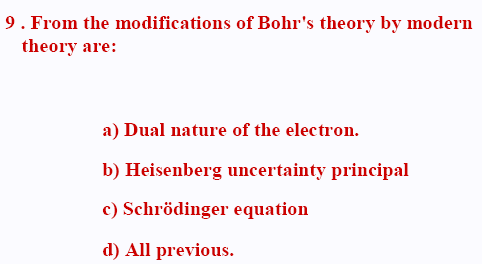 9 . From the modifications of Bohr's theory by modern
theory are:
a) Dual nature of the electron.
b) Heisenberg uncertainty principal
c) Schrödinger equation
d) All previous.